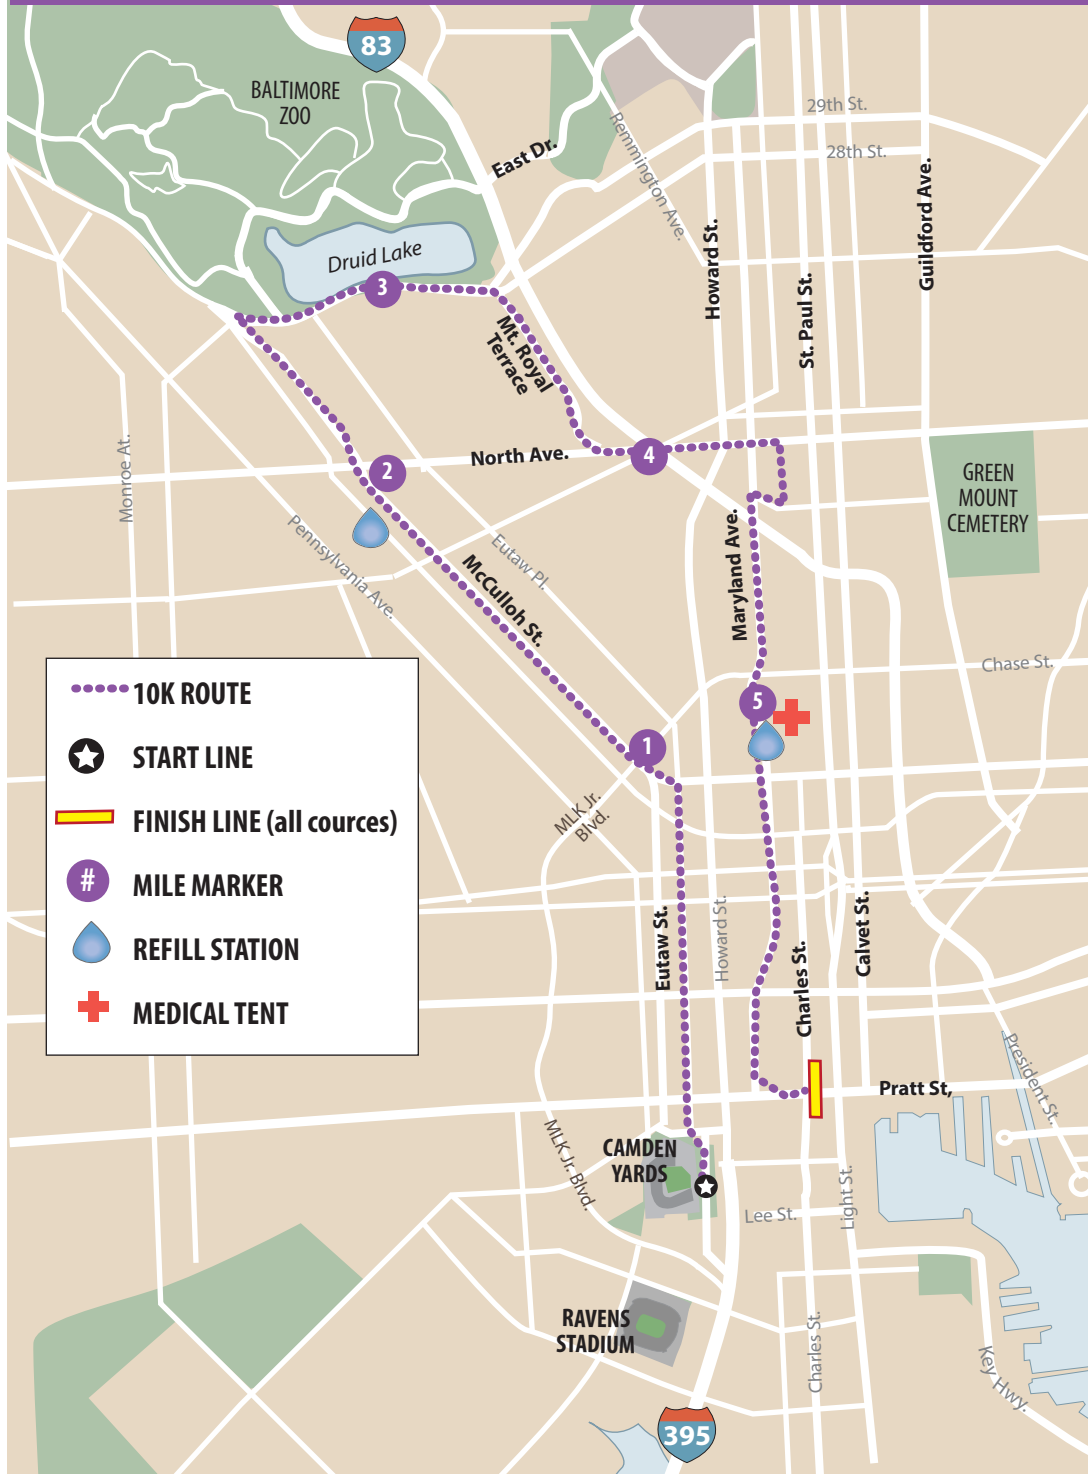 83
BALTIMORE
ZOO
East Dr.
Remmington Ave.
29th St.
28th St.
Guildford Ave.
Howard St.
St. Paul St.
Druid Lake
3
Mt. Royal
Terrace
Monroe At.
2
North Ave.
4
GREEN
MOUNT
CEMETERY
Pennsylvania Ave.
Eutaw Pl.
McCulloh St.
Maryland Ave.
Chase St.
5
1
MLK Jr.
Blvd.
10K ROUTE
START LINE
FINISH LINE (all cources)
#
MILE MARKER
REFILL STATION
MEDICAL TENT
Eutaw St.
Howard St.
Charles St.
Calvet St.
Pratt St,
President St.
MLK Jr. Blvd.
CAMDEN
YARDS
Lee St.
Light St.
RAVENS
STADIUM
Charles St.
Key Hwy.
395